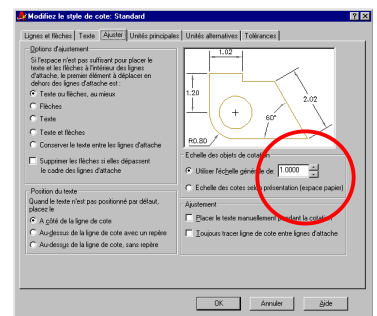 Modifiez le style de cote: Standard
Lignes et flèches
Texte
Ajuster
Unités principales
Unités alternatives
Tolérances
Options d'ajustement
Si l'espace n'est pas suffisant pour placer le
texte et les flèches à l'intérieur des lignes
d'attache, le premier élément à déplacer en
dehors des lignes d'attache est :
Texte ou flèches, au mieux
Flèches
Texte
Texte et flèches
Conserver le texte entre les lignes d'attache
Supprimer les flèches si elles dépassent
le cadre des lignes d'attache
Position du texte
Quand le texte n'est pas positionné par défaut,
placez le
A côté de la ligne de cote
Au-dessus de la ligne de cote avec un repère
Au-dessus de la ligne de cote, sans repère
1.02
1.20
2.02
60°
R0.80
Echelle des objets de cotation
Utiliser l'échelle générale de:
1.0000
Echelle des cotes selon présentation (espace papier)
Ajustement
Placer le texte manuellement pendant la cotation
Toujours tracer ligne de cote entre lignes d'attache
OK
Annuler
Aide